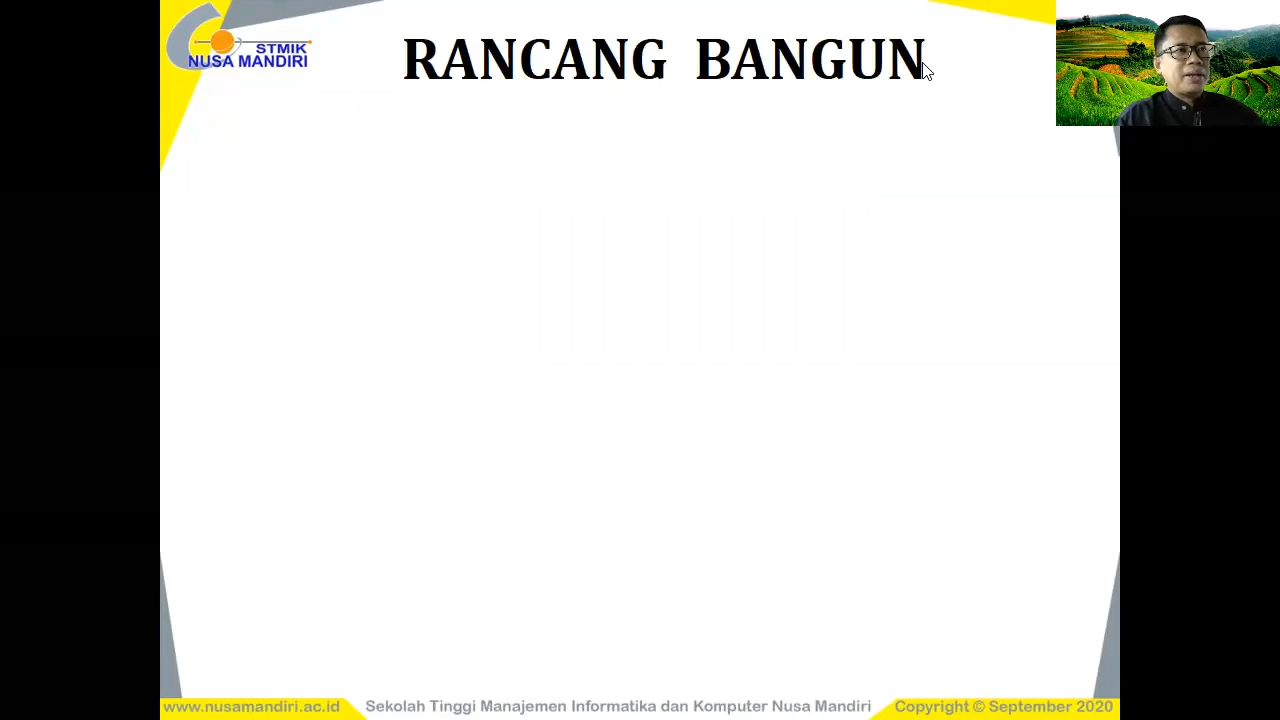 STMIK
NUSA MANDIRI
RANCANG BANGUN
www.nusamandiri.ac.id
Sekolah Tinggi Manajemen Informatika dan Komputer Nusa Mandiri
Copyright © September 2020